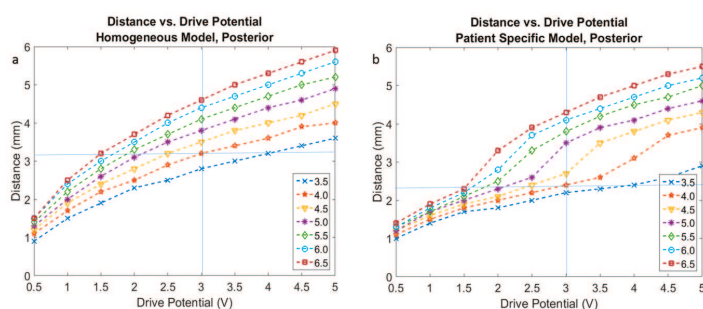 Distance vs. Drive Potential
Homogeneous Model, Posterior
a
6
5
4
3
2
1
0
Distance (mm)
3.5
4.0
4.5
5.0
5.5
6.0
6.5
0.5 1 1.5 2 2.5 3 3.5 4 4.5 5
Drive Potential (V)
Distance vs. Drive Potential
Patient Specific Model, Posterior
b
6
5
4
3
2
1
0
Distance (mm)
3.5
4.0
4.5
5.0
5.5
6.0
6.5
0.5 1 1.5 2 2.5 3 3.5 4 4.5 5
Drive Potential (V)